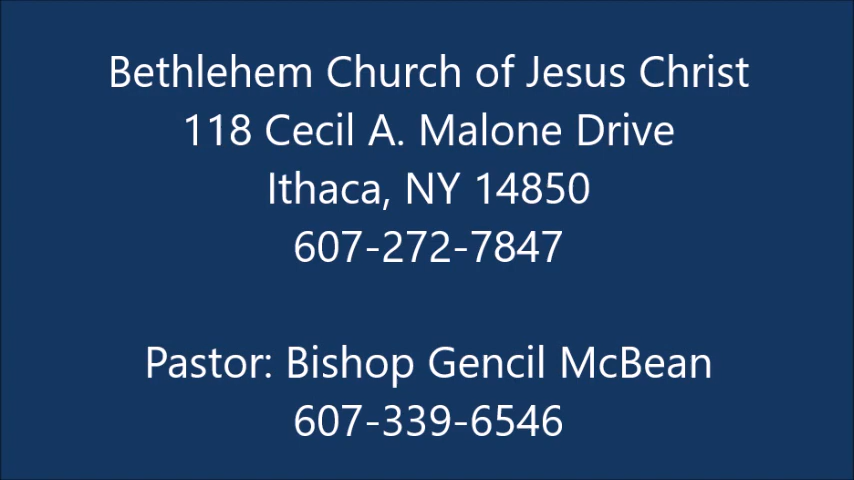 Bethlehem Church of Jesus Christ
118 Cecil A. Malone Drive
Ithaca, NY 14850
607-272-7847
Pastor: Bishop Gencil McBean
607-339-6546